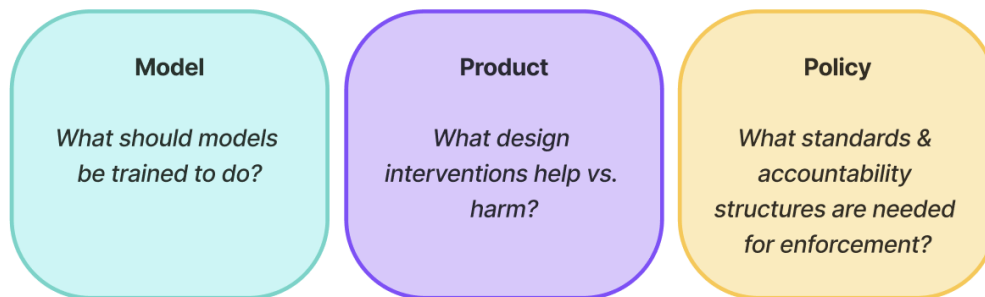 Model
What should models
be trained to do?
Product
What design
interventions help vs.
harm?
Policy
What standards &
accountability
structures are needed
for enforcement?